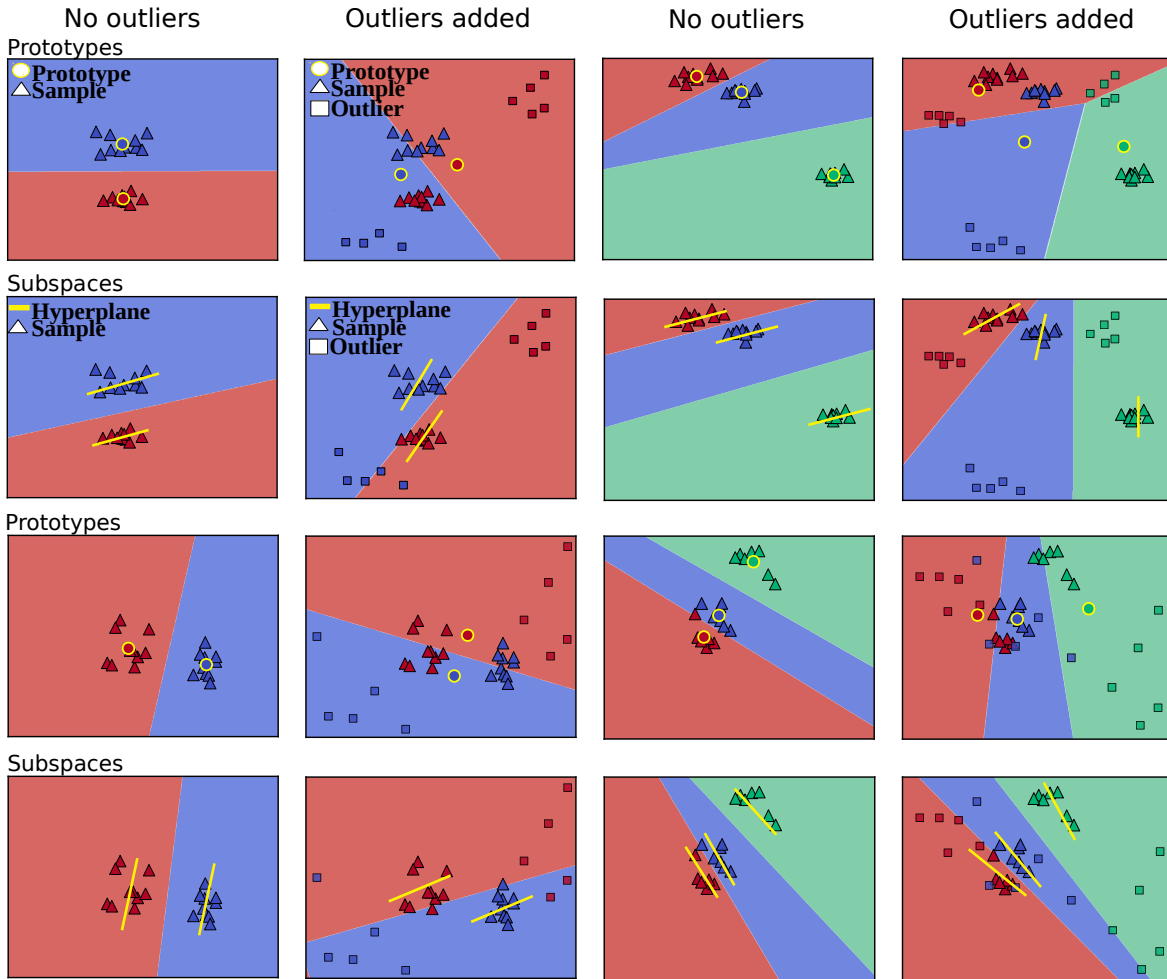 No outliers
Outliers added
No outliers
Outliers added
Prototypes
Prototype
Sample
Prototype
Sample
Outlier
Subspaces
Hyperplane
Sample
Hyperplane
Sample
Outlier
Prototypes
Subspaces